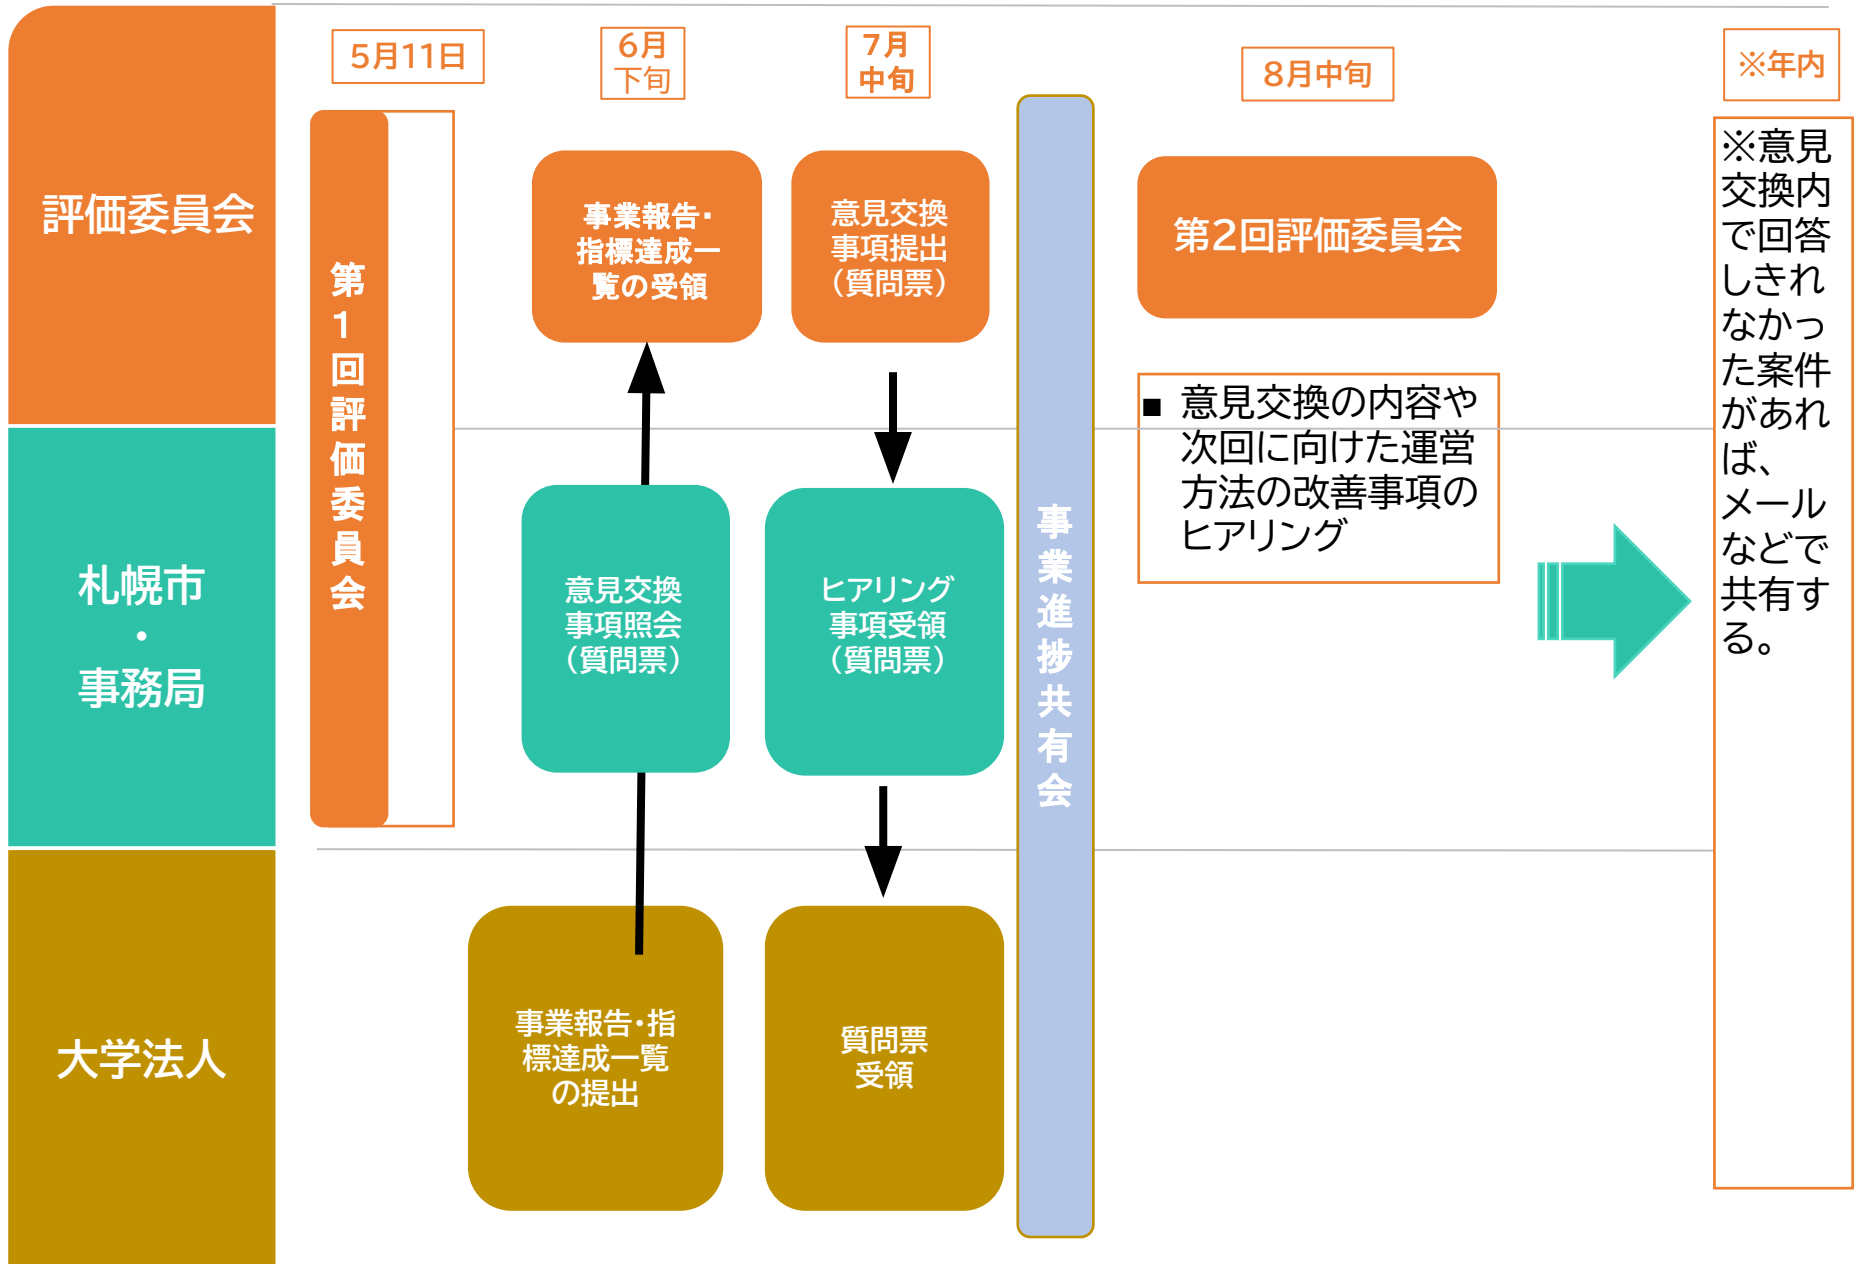 5月11日
6月
下旬
7月
中旬
8月中旬
※年内
評価委員会
札幌市
・
事務局
大学法人
第
1
回
評
価
委
員
会
事業報告・
指標達成一
覧の受領
意見交換
事項照会
(質問票)
事業報告・指
標達成一覧
の提出
意見交換
事項提出
(質問票)
ヒアリング
事項受領
(質問票)
質問票
受領
事
業
進
捗
共
有
会
第2回評価委員会
■ 意見交換の内容や
次回に向けた運営
方法の改善事項の
ヒアリング
※意見
交換内
で回答
しきれ
なかっ
た案件
があれ
ば、
メール
などで
共有す
る。